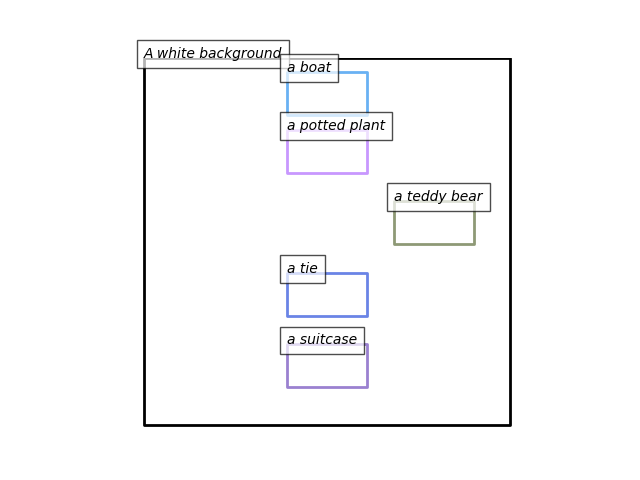 A white background
a boat
a potted plant
a teddy bear
a tie
a suitcase